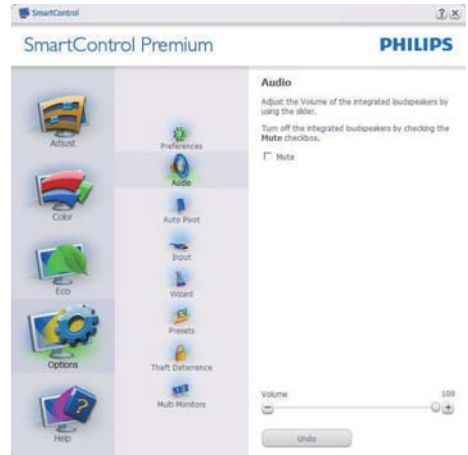 SmartControl
SmartControl Premium
PHILIPS
Adjust
Color
Eco
Options
Help
Preferences
Audio
Auto Pivot
Input
Wizard
Presets
Theft Deterrence
Multi Monitors
Audio
Adjust the Volume of the integrated loudspeakers by
using the slider.
Turn off the integrated loudspeakers by checking the
Mute checkbox.
Mute
Volume 100
Undo